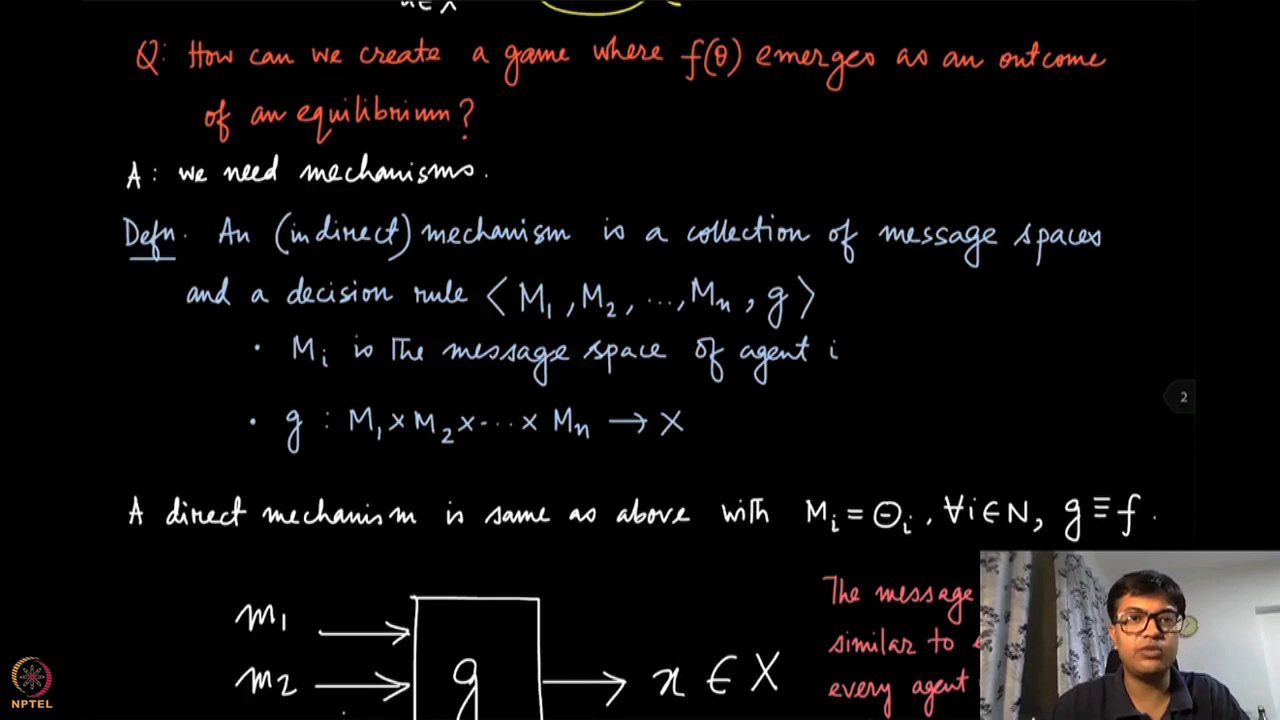 Q: How can we create a game where f(θ) emerges as an outcome
of an equilibrium?
A: we need mechanisms.
Defn. An (indirect) mechanism is a collection of message spaces
and a decision rule ⟨M₁, M₂, ..., Mₙ, g⟩
· Mᵢ is the message space of agent i
· g : M₁ × M₂ × ... × Mₙ → X
2
A direct mechanism is same as above with Mᵢ = Θᵢ, ∀i∈N, g ≡ f.
The message
m₁
similar to
m₂ g x ∈ X
every agent
NPTEL